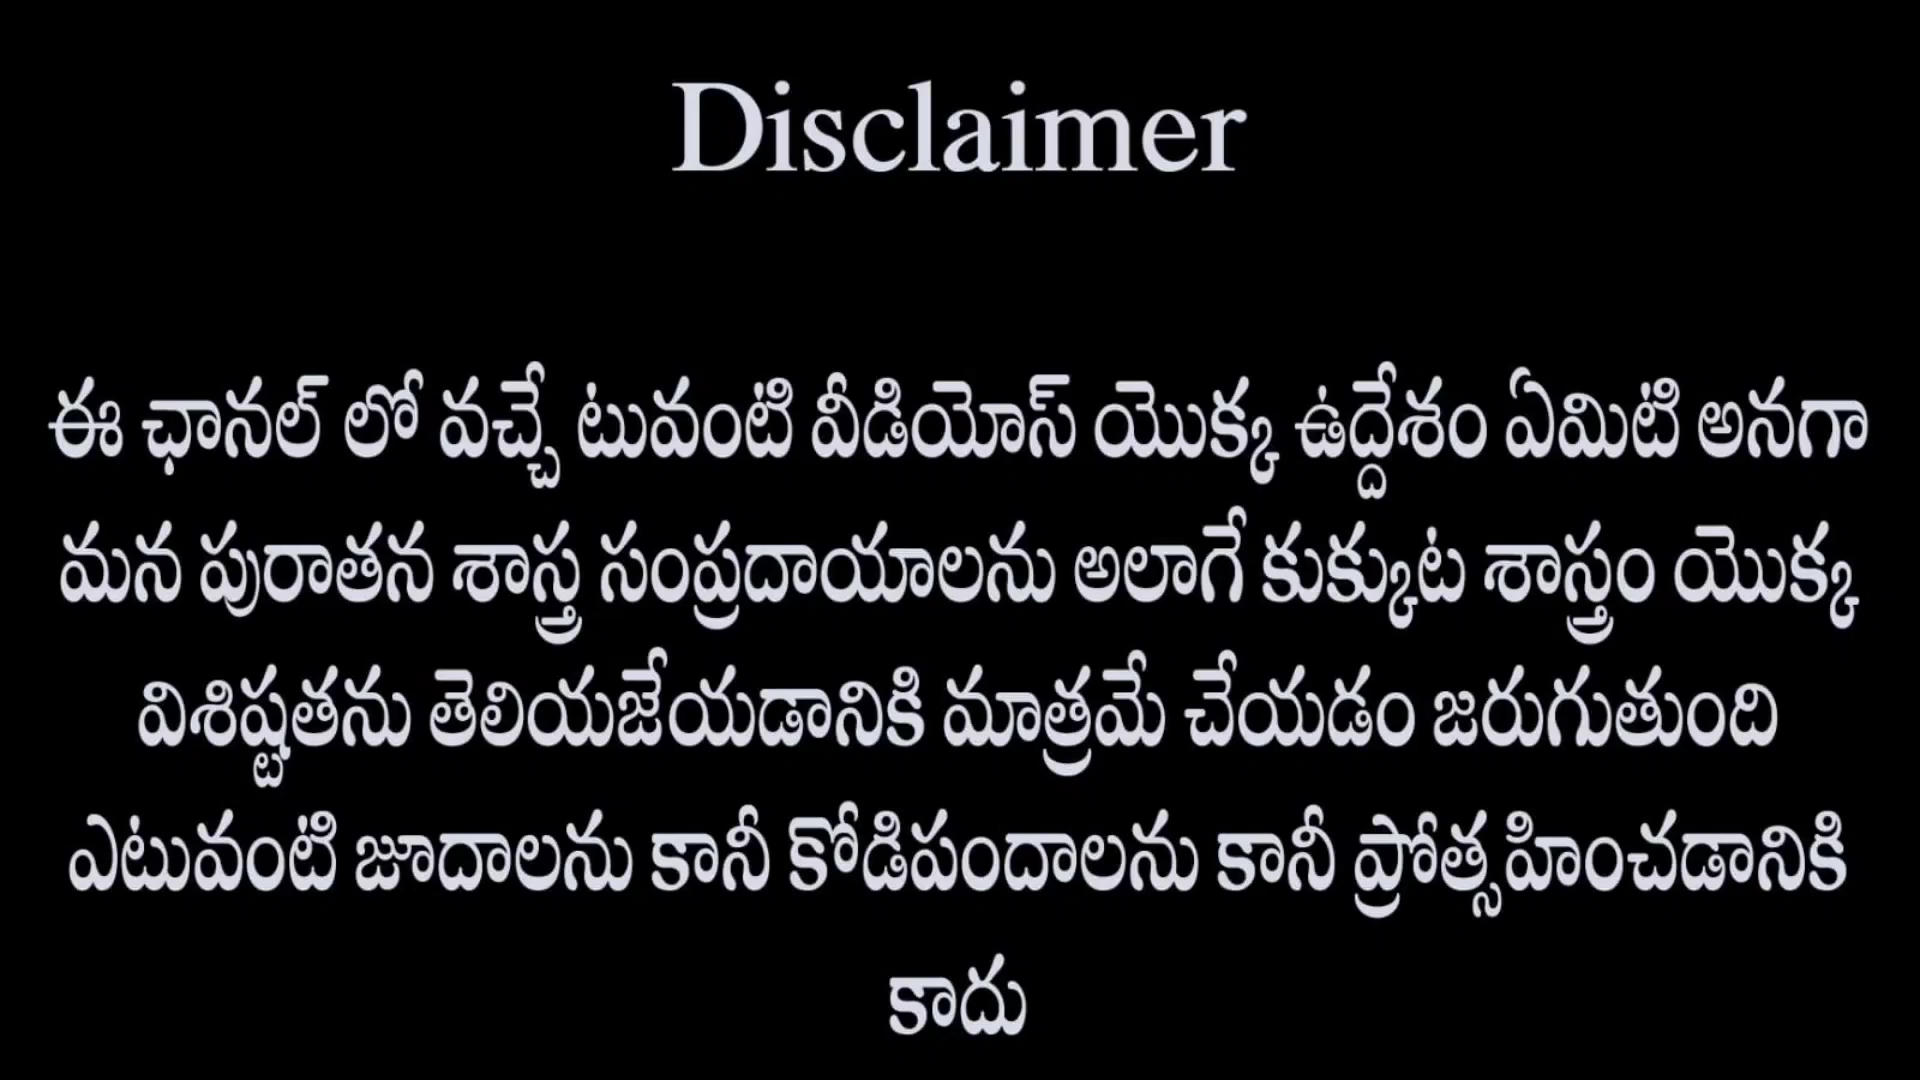 Disclaimer
ఈ ఛానల్ లో వచ్చే టువంటి వీడియోస్ యొక్క ఉద్దేశం ఏమిటి అనగా
మన పురాతన శాస్త్ర సంప్రదాయాలను అలాగే కుక్కుట శాస్త్రం యొక్క
విశిష్టతను తెలియజేయడానికి మాత్రమే చేయడం జరుగుతుంది
ఎటువంటి జూదాలను కానీ కోడిపందాలను కానీ ప్రోత్సహించడానికి
కాదు